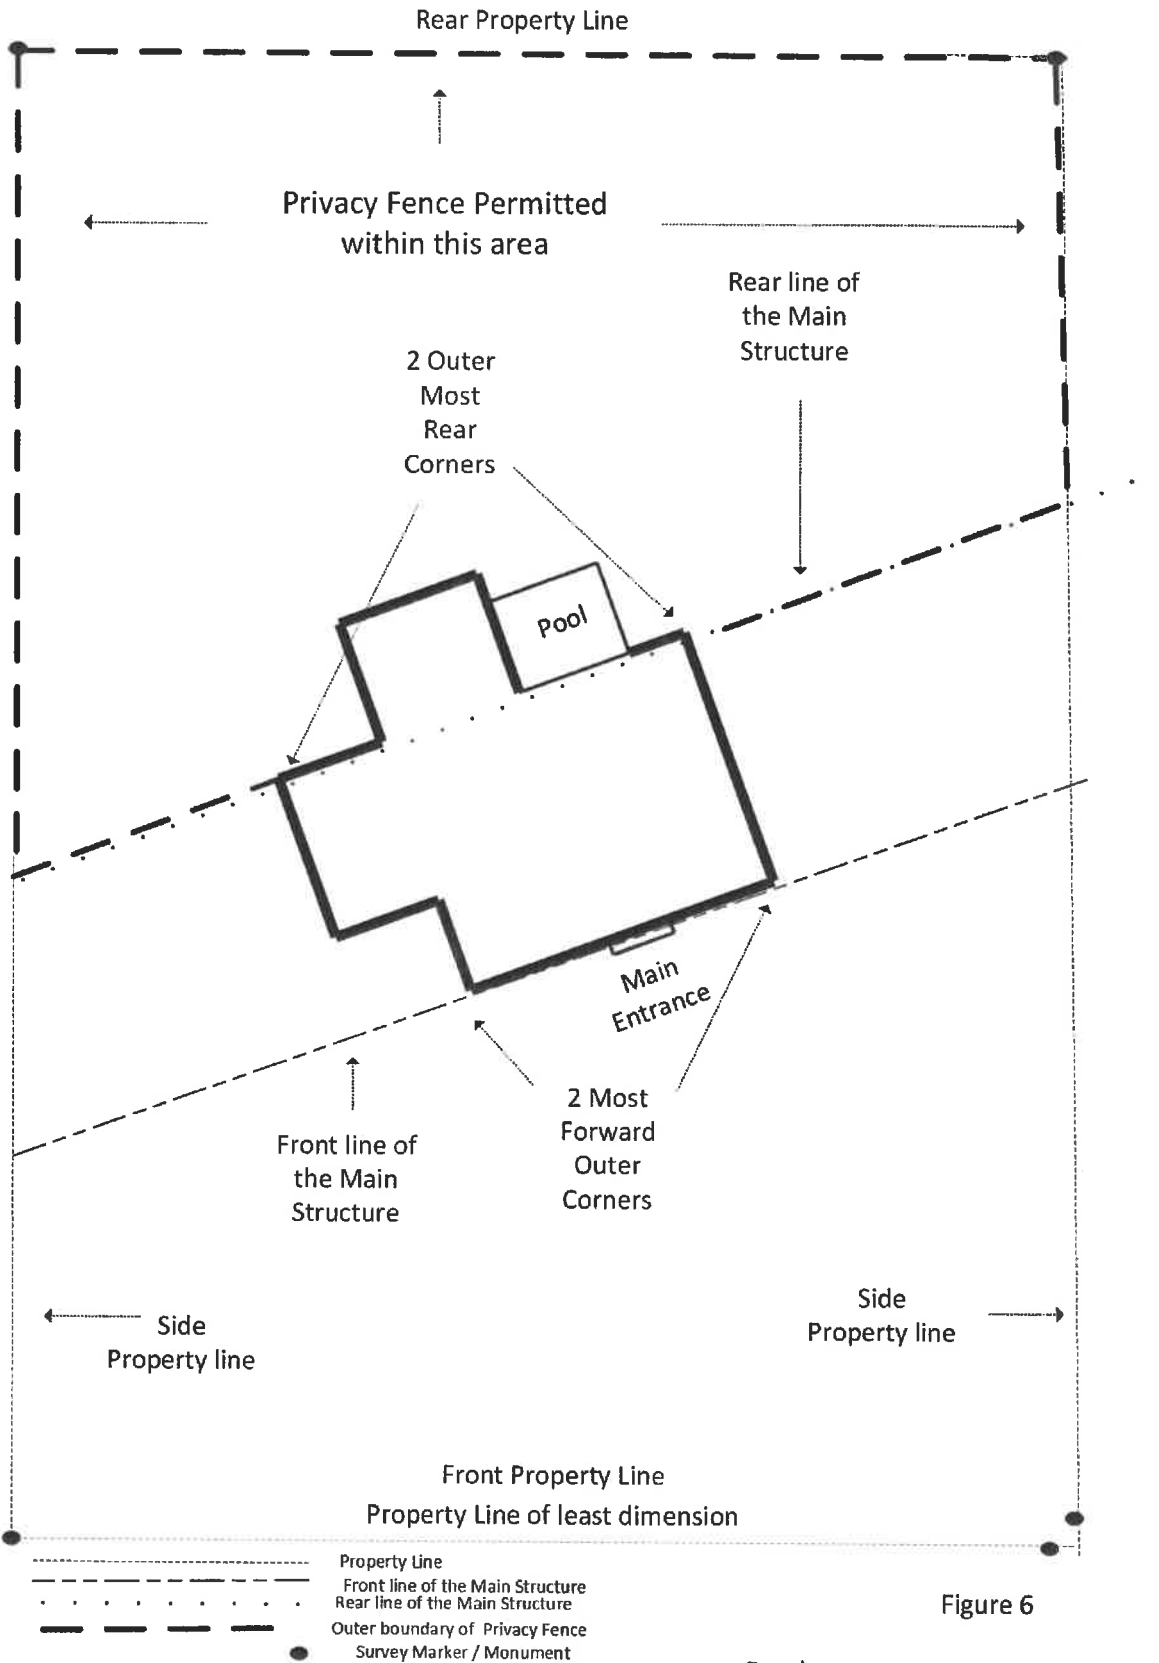 Rear Property Line
Privacy Fence Permitted
within this area
Rear line of
the Main
Structure
2 Outer
Most
Rear
Corners
Pool
Main
Entrance
2 Most
Forward
Outer
Corners
Front line of
the Main
Structure
Side
Property line
Side
Property line
Front Property Line
Property Line of least dimension
Property Line
Front line of the Main Structure
Rear line of the Main Structure
Outer boundary of Privacy Fence
Survey Marker / Monument
Figure 6